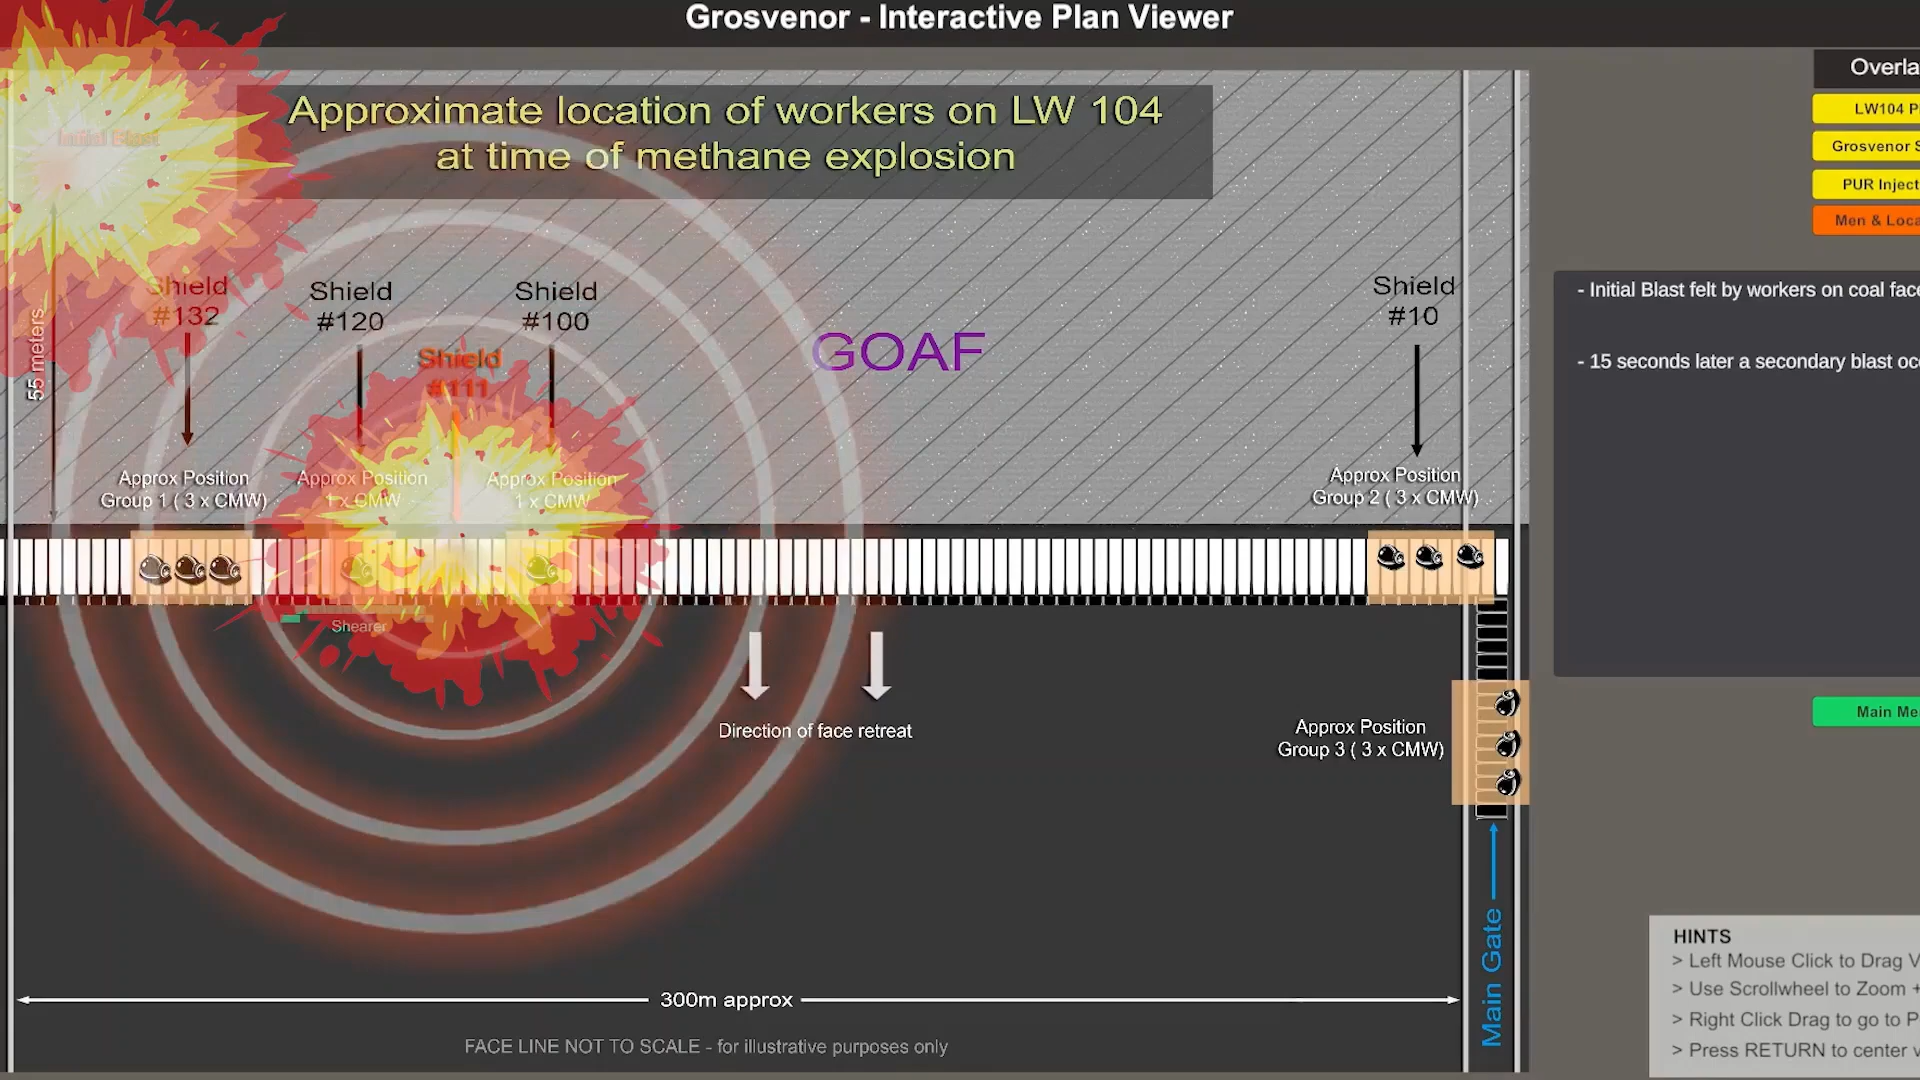 Grosvenor - Interactive Plan Viewer
Approximate location of workers on LW 104
at time of methane explosion
Initial Blast
55 meters
Shield
#132
Shield
#120
Shield
#111
Shield
#100
GOAF
Shield
#10
Approx Position
Group 1 ( 3 x CMW)
Approx Position
1 x CMW
Approx Position
1 x CMW
Approx Position
Group 2 ( 3 x CMW)
Shearer
Direction of face retreat
Approx Position
Group 3 ( 3 x CMW)
Main Gate
300m approx
FACE LINE NOT TO SCALE - for illustrative purposes only
Overla
LW104 P
Grosvenor S
PUR Inject
Men & Loca
- Initial Blast felt by workers on coal face
- 15 seconds later a secondary blast occ
Main Me
HINTS
> Left Mouse Click to Drag V
> Use Scrollwheel to Zoom +
> Right Click Drag to go to P
> Press RETURN to center v